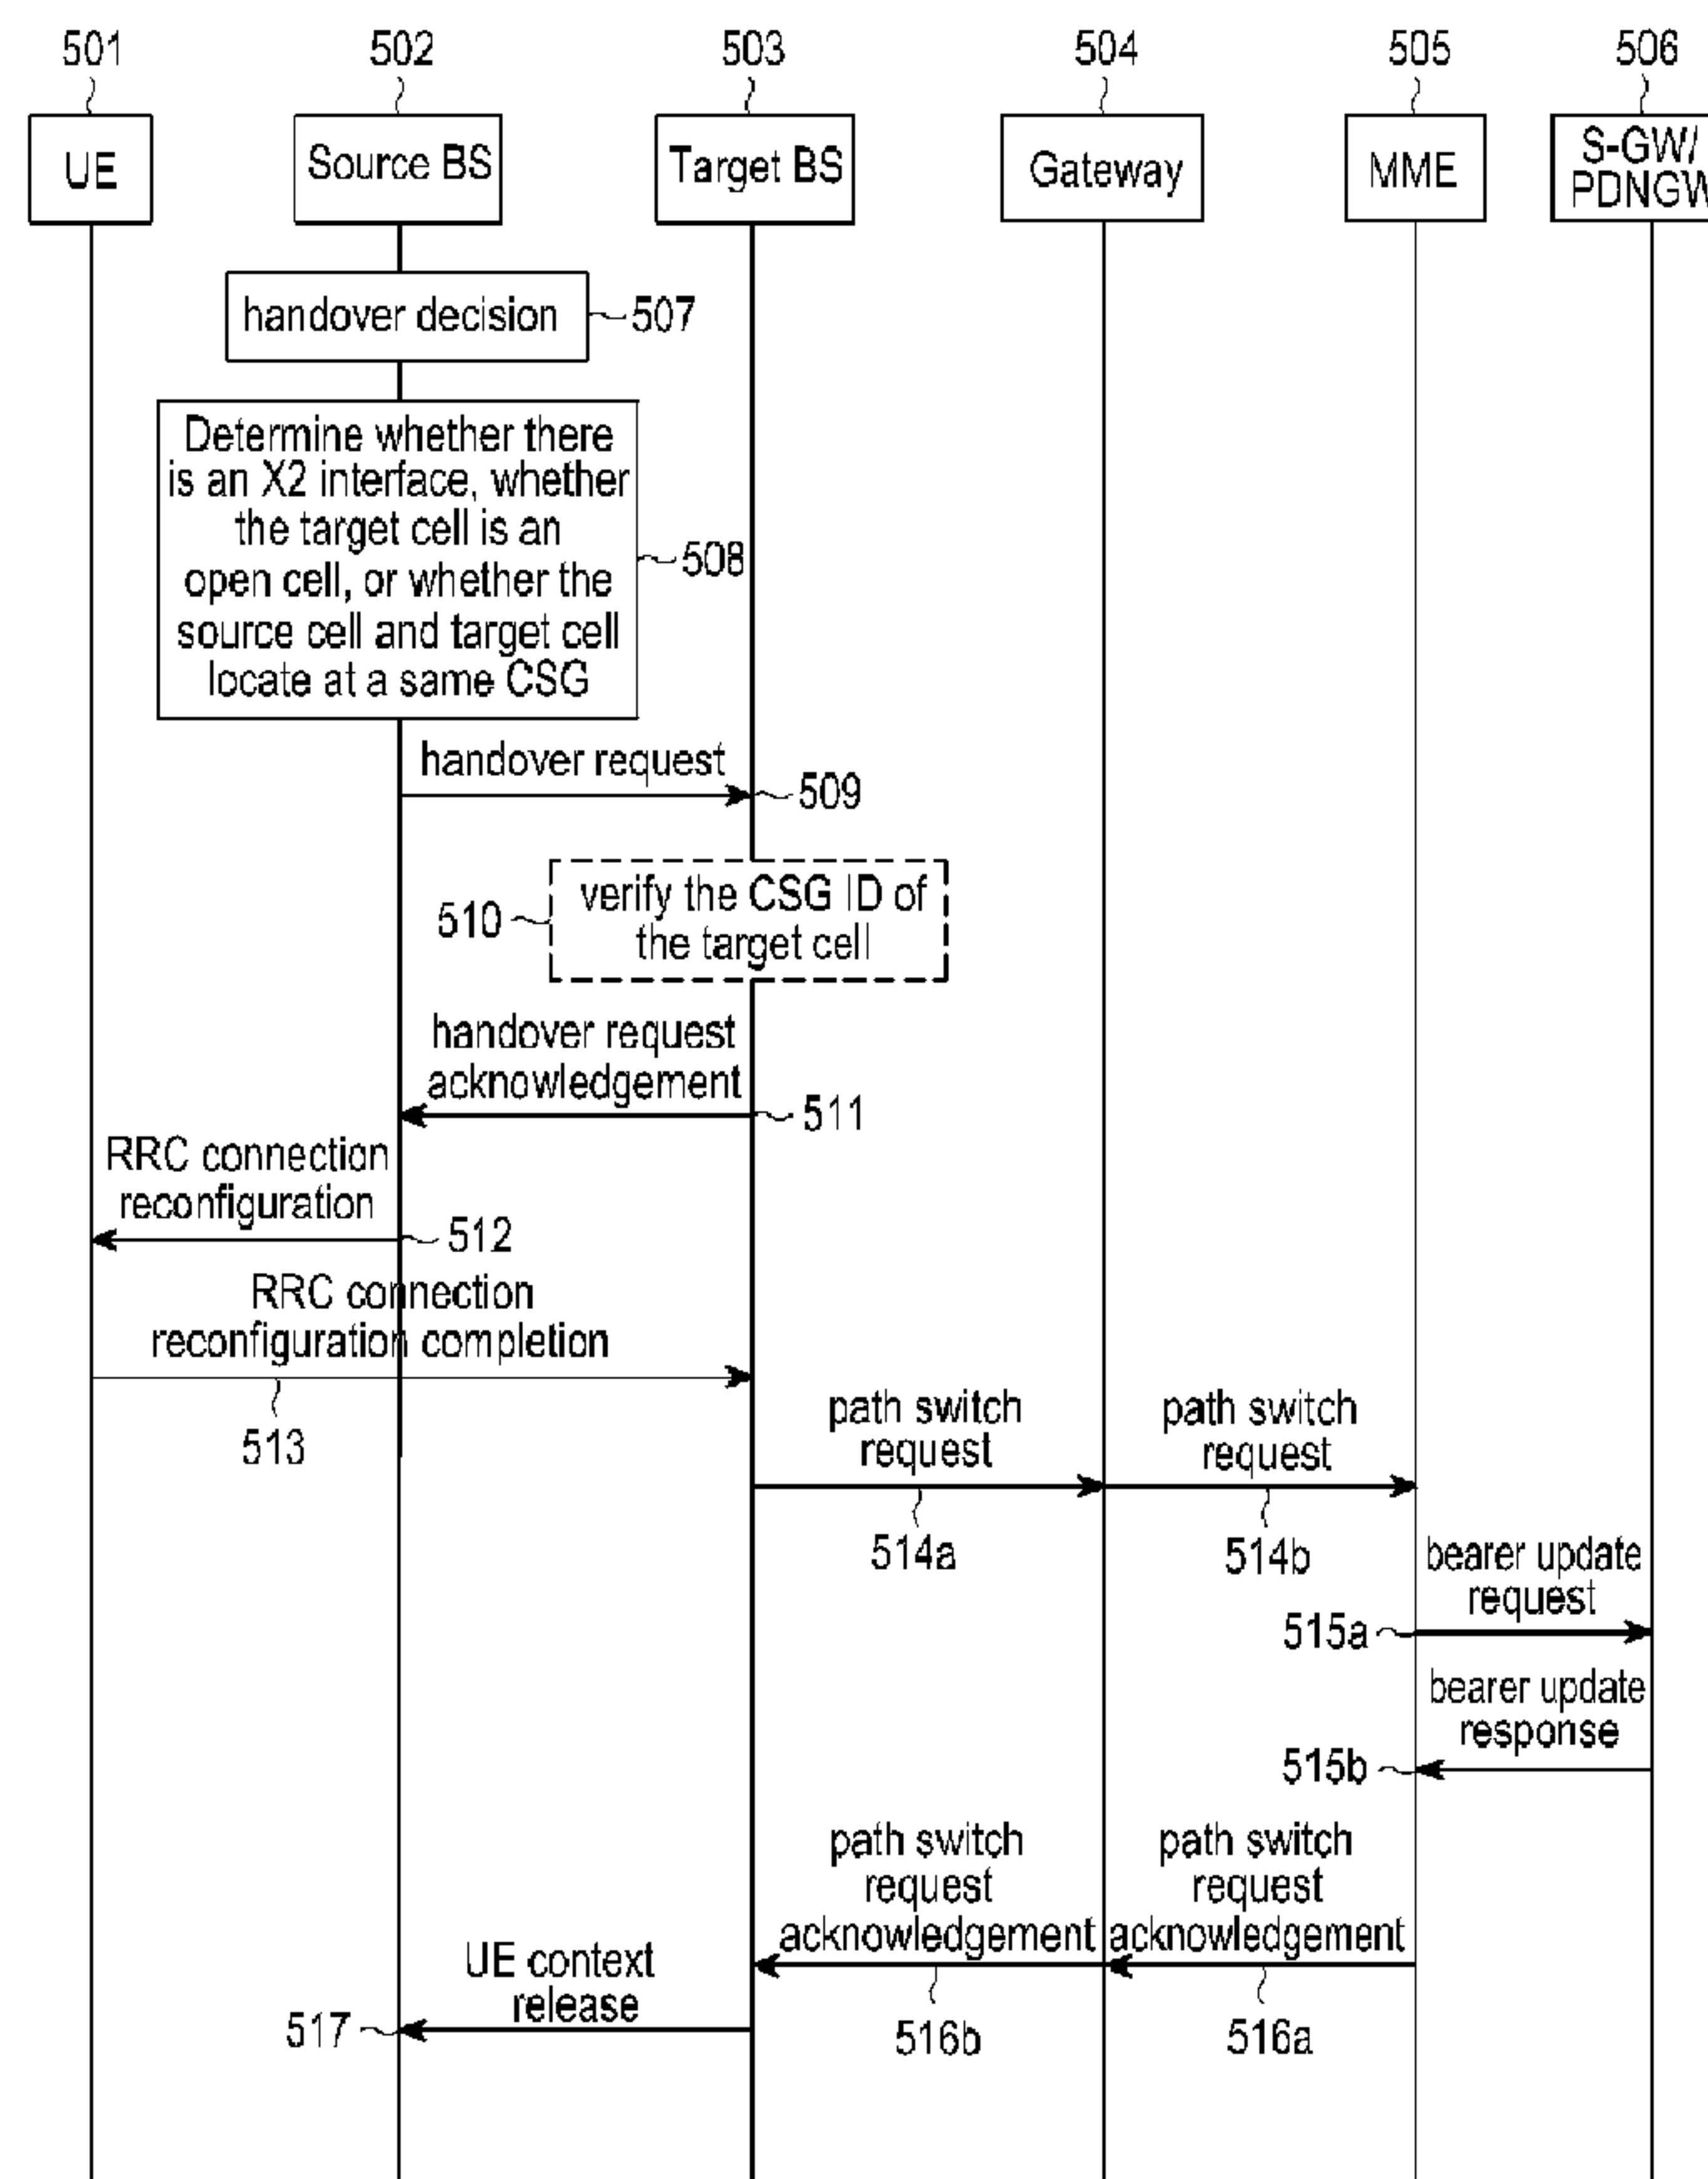 501
502
503
504
505
506
UE
Source BS
Target BS
Gateway
MME
S-GW/
PDNGW
handover decision
507
Determine whether there
is an X2 interface, whether
the target cell is an
open cell, or whether the
source cell and target cell
locate at a same CSG
508
handover request
509
verify the CSG ID of
the target cell
510
handover request
acknowledgement
511
RRC connection
reconfiguration
512
RRC connection
reconfiguration completion
513
path switch
request
514a
path switch
request
514b
bearer update
request
515a
bearer update
response
515b
path switch
request
acknowledgement
516b
path switch
request
acknowledgement
516a
UE context
release
517